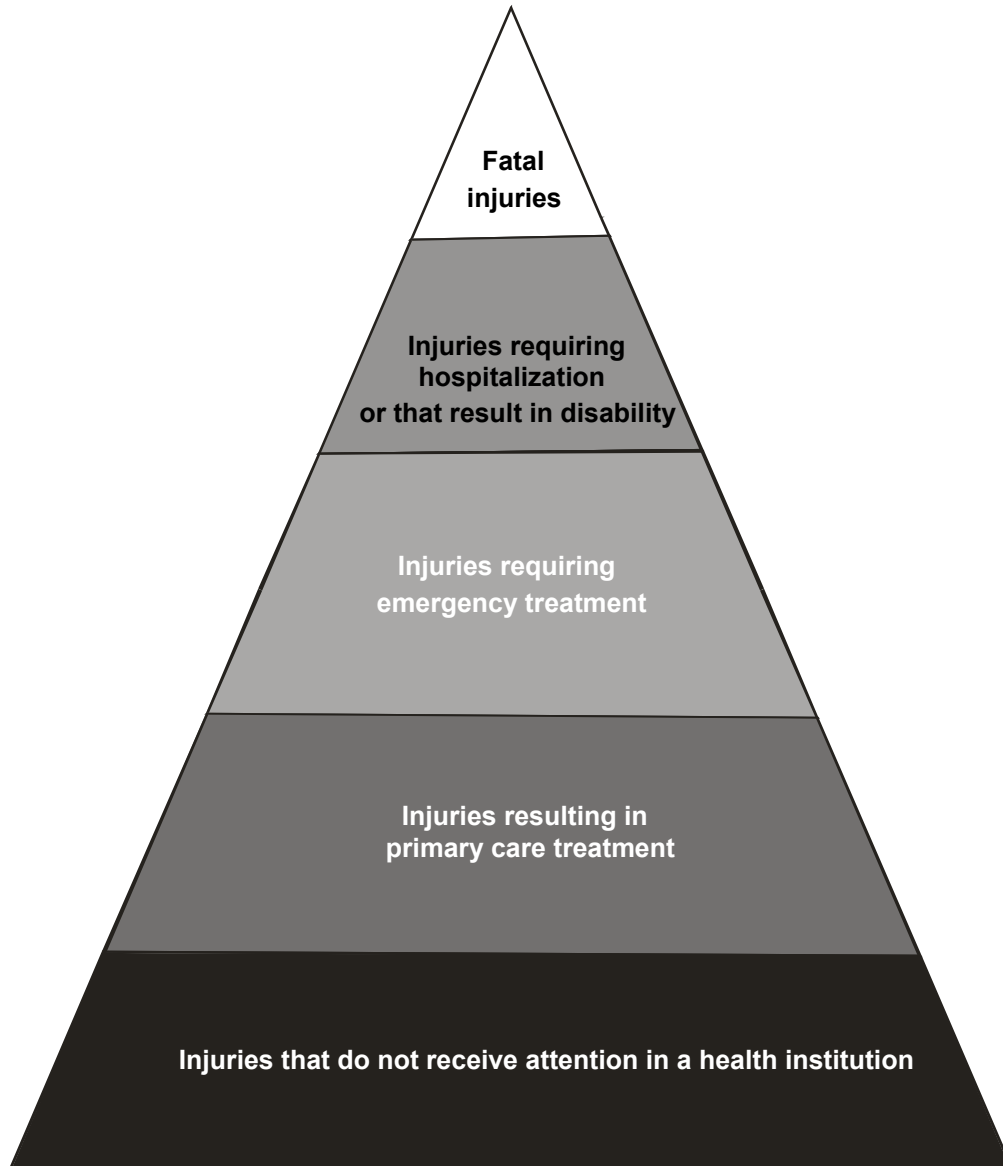 Fatal
injuries
Injuries requiring
hospitalization
or that result in disability
Injuries requiring
emergency treatment
Injuries resulting in
primary care treatment
Injuries that do not receive attention in a health institution